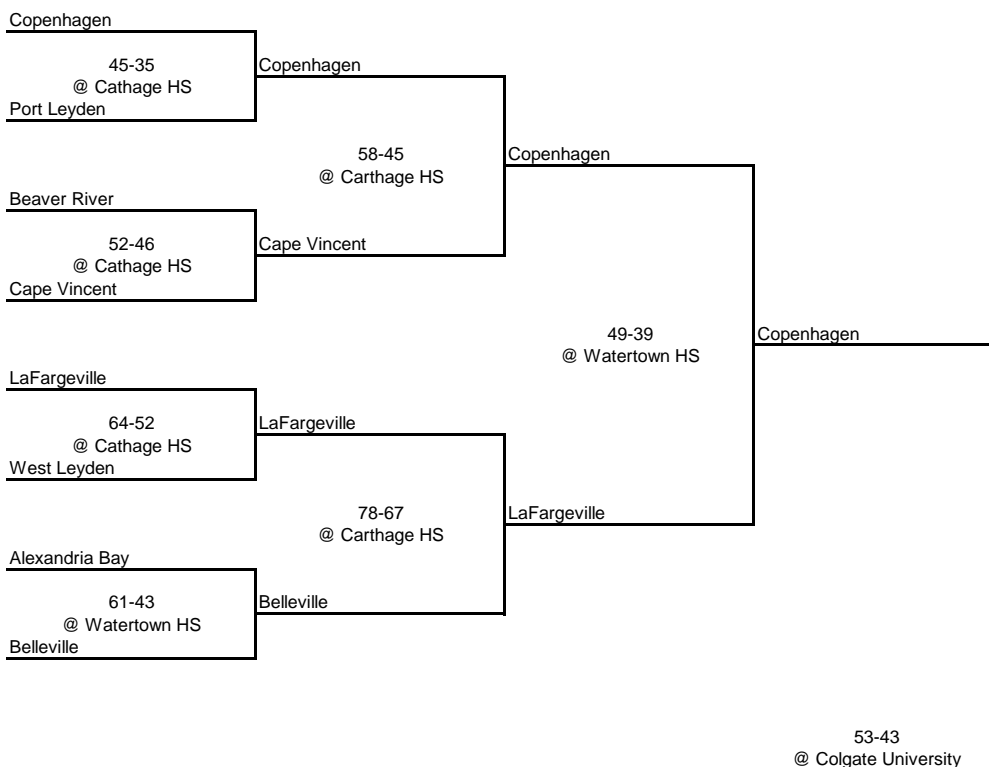 Copenhagen
45-35
@ Cathage HS
Copenhagen
Port Leyden
58-45
@ Carthage HS
Copenhagen
Beaver River
52-46
@ Cathage HS
Cape Vincent
Cape Vincent
49-39
@ Watertown HS
Copenhagen
LaFargeville
64-52
@ Cathage HS
LaFargeville
West Leyden
78-67
@ Carthage HS
LaFargeville
Alexandria Bay
61-43
@ Watertown HS
Belleville
Belleville
53-43
@ Colgate University